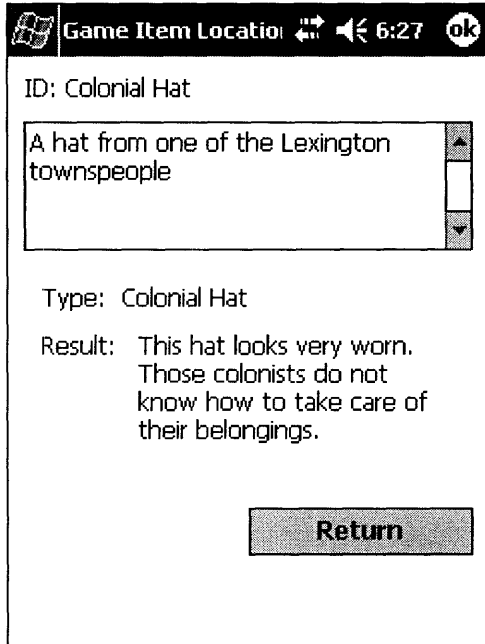 Game Item Locatio 6:27 ok
ID: Colonial Hat
A hat from one of the Lexington
townspeople
Type: Colonial Hat
Result: This hat looks very worn.
Those colonists do not
know how to take care of
their belongings.
Return